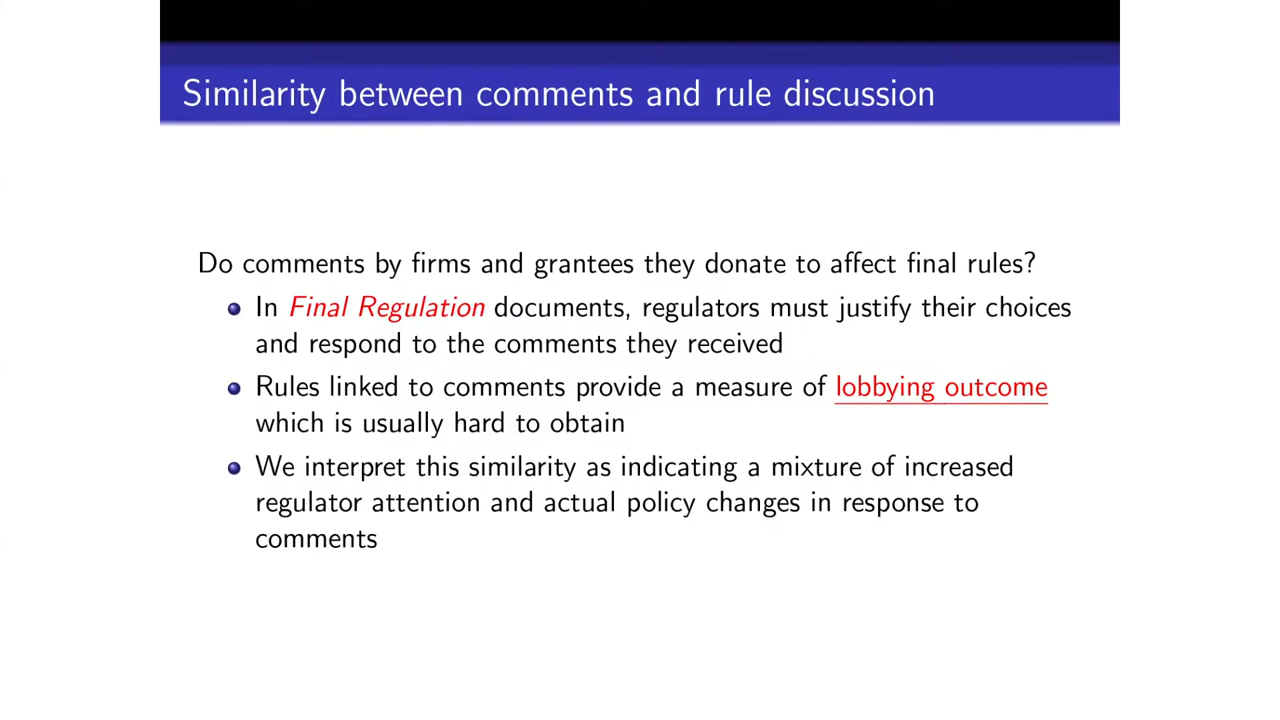 Similarity between comments and rule discussion
Do comments by firms and grantees they donate to affect final rules?
In Final Regulation documents, regulators must justify their choices
and respond to the comments they received
Rules linked to comments provide a measure of lobbying outcome
which is usually hard to obtain
We interpret this similarity as indicating a mixture of increased
regulator attention and actual policy changes in response to
comments